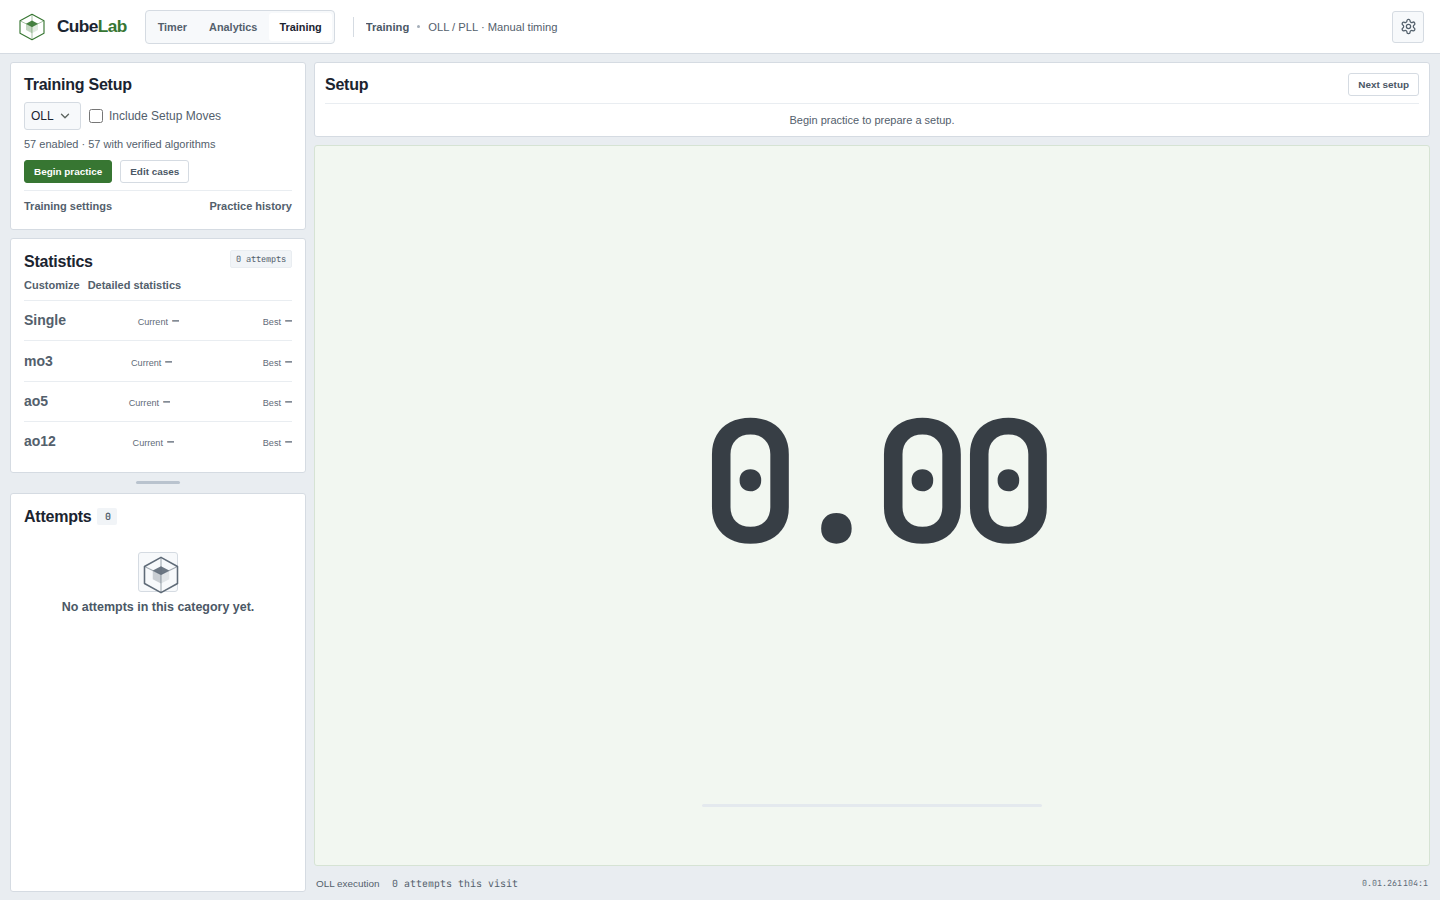 CubeLab
Timer Analytics Training
Training • OLL / PLL · Manual timing
Training Setup
OLL Include Setup Moves
57 enabled · 57 with verified algorithms
Begin practice Edit cases
Training settings Practice history
Statistics 0 attempts
Customize Detailed statistics
Single Current – Best –
mo3 Current – Best –
ao5 Current – Best –
ao12 Current – Best –
Attempts 0
No attempts in this category yet.
Setup Next setup
Begin practice to prepare a setup.
0.00
OLL execution 0 attempts this visit
0.01.261104:1